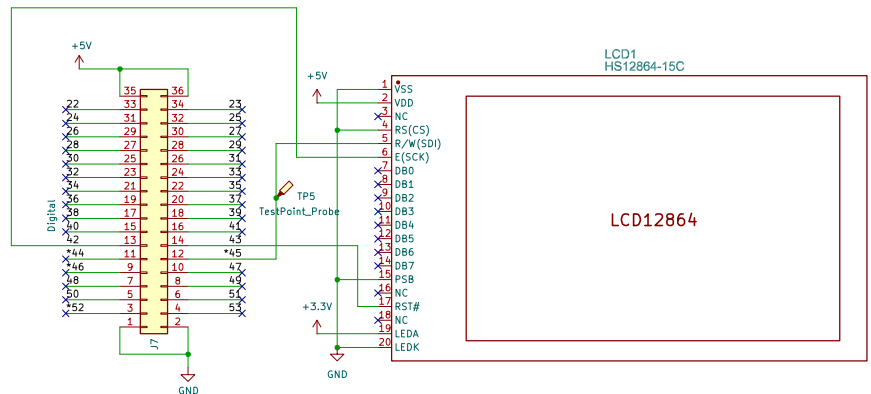 +5V
35 36
22 33 34 23
24 31 32 25
26 29 30 27
28 27 28 29
30 25 26 31
32 23 24 33
34 21 22 35
36 19 20 37
38 17 18 39
40 15 16 41
42 13 14 43
*44 11 12 *45
*46 9 10 47
48 7 8 49
50 5 6 51
*52 3 4 53
1 2
Digital
J7
GND
TP5
TestPoint_Probe
LCD1
HS12864-15C
+5V
1 VSS
2 VDD
3 NC
4 RS(CS)
5 R/W(SDI)
6 E(SCK)
7 DB0
8 DB1
9 DB2
10 DB3
11 DB4
12 DB5
13 DB6
14 DB7
15 PSB
16 NC
17 RST#
18 NC
19 LEDA
20 LEDK
+3.3V
GND
LCD12864